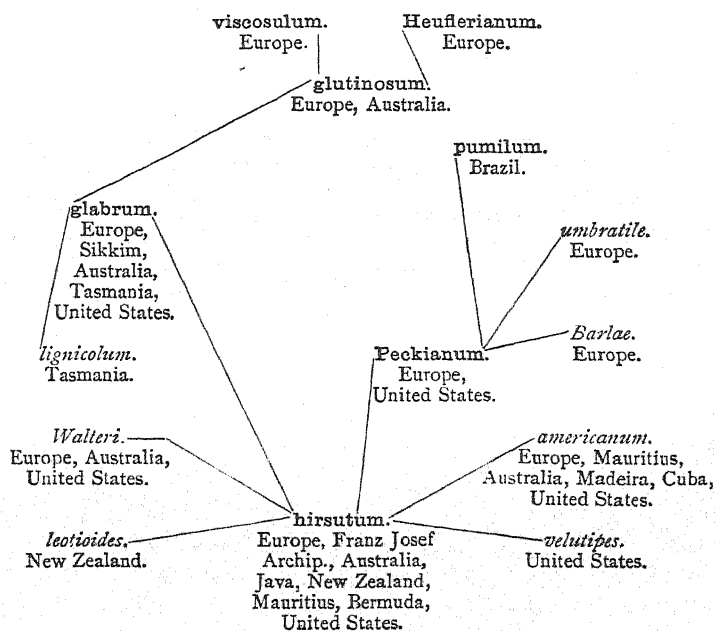 viscosulum.
Europe.
Heuflerianum.
Europe.
glutinosum.
Europe, Australia.
pumilum.
Brazil.
glabrum.
Europe,
Sikkim,
Australia,
Tasmania,
United States.
umbratile.
Europe.
lignicolum.
Tasmania.
Peckianum.
Europe,
United States.
Barlae.
Europe.
Walteri.
Europe, Australia,
United States.
americanum.
Europe, Mauritius,
Australia, Madeira, Cuba,
United States.
leotioides.
New Zealand.
hirsutum.
Europe, Franz Josef
Archip., Australia,
Java, New Zealand,
Mauritius, Bermuda,
United States.
velutipes.
United States.